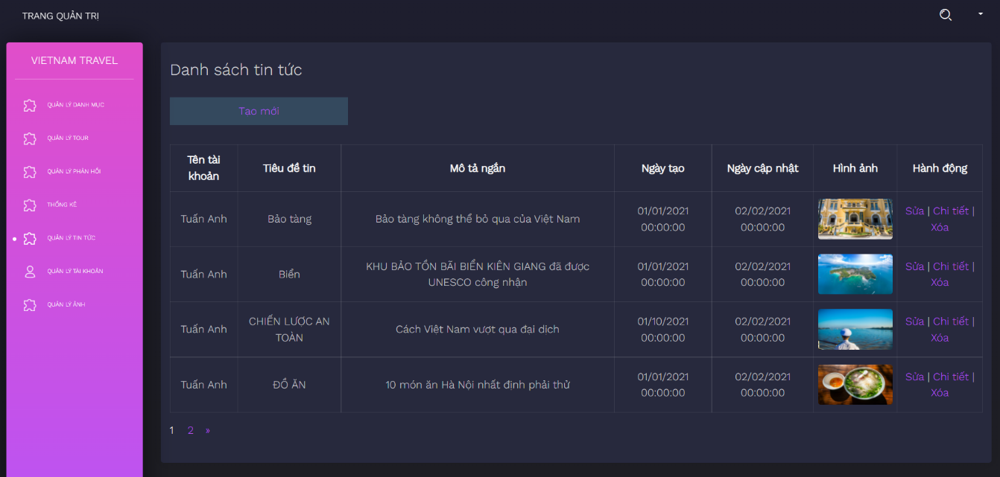 TRANG QUẢN TRỊ
VIETNAM TRAVEL
QUẢN LÝ DANH MỤC
QUẢN LÝ TOUR
QUẢN LÝ PHẢN HỒI
THỐNG KÊ
QUẢN LÝ TIN TỨC
QUẢN LÝ TÀI KHOẢN
QUẢN LÝ ẢNH
Danh sách tin tức
Tạo mới
Tên tài
khoản
Tiêu đề tin
Mô tả ngắn
Ngày tạo
Ngày cập nhật
Hình ảnh
Hành động
Tuấn Anh
Bảo tàng
Bảo tàng không thể bỏ qua của Việt Nam
01/01/2021
00:00:00
02/02/2021
00:00:00
Sửa | Chi tiết |
Xóa
Tuấn Anh
Biển
KHU BẢO TỒN BÃI BIỂN KIÊN GIANG đã được
UNESCO công nhận
01/01/2021
00:00:00
02/02/2021
00:00:00
Sửa | Chi tiết |
Xóa
Tuấn Anh
CHIẾN LƯỢC AN
TOÀN
Cách Việt Nam vượt qua đại dịch
01/10/2021
00:00:00
02/02/2021
00:00:00
Sửa | Chi tiết |
Xóa
Tuấn Anh
ĐỒ ĂN
10 món ăn Hà Nội nhất định phải thử
01/01/2021
00:00:00
02/02/2021
00:00:00
Sửa | Chi tiết |
Xóa
1 2 »